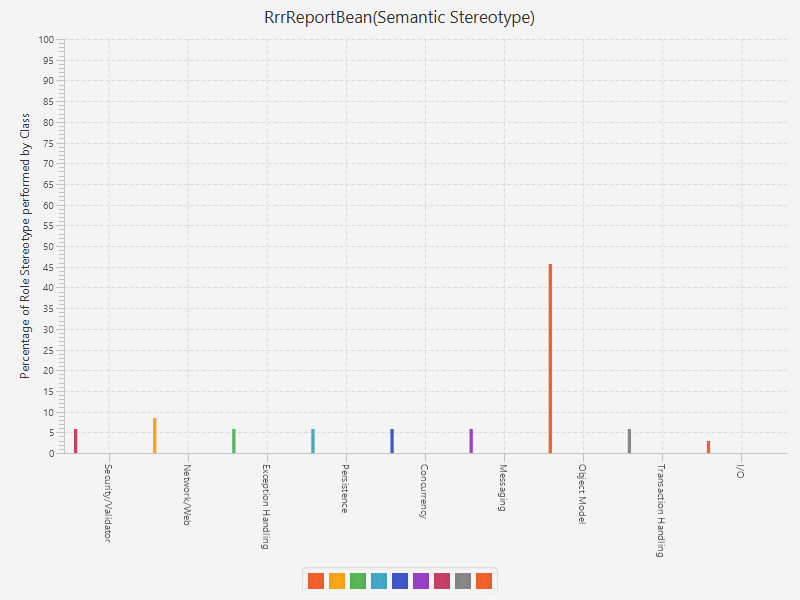 RrrReportBean(Semantic Stereotype)
Percentage of Role Stereotype performed by Class
100
95
90
85
80
75
70
65
60
55
50
45
40
35
30
25
20
15
10
5
0
Security/Validator
Network/Web
Exception Handling
Persistence
Concurrency
Messaging
Object Model
Transaction Handling
I/O